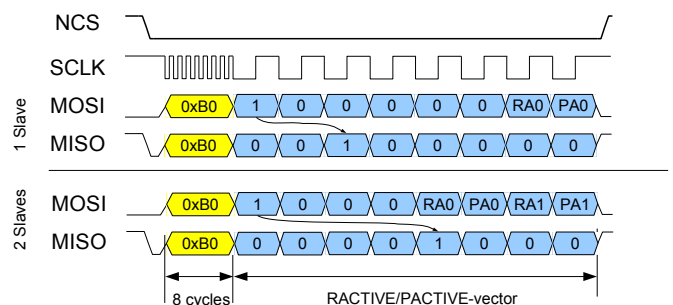 NCS
SCLK
1 Slave
MOSI 0xB0 1 0 0 0 0 0 RA0 PA0
MISO 0xB0 0 0 1 0 0 0 0 0
2 Slaves
MOSI 0xB0 1 0 0 0 RA0 PA0 RA1 PA1
MISO 0xB0 0 0 0 0 1 0 0 0
8 cycles RACTIVE/PACTIVE-vector